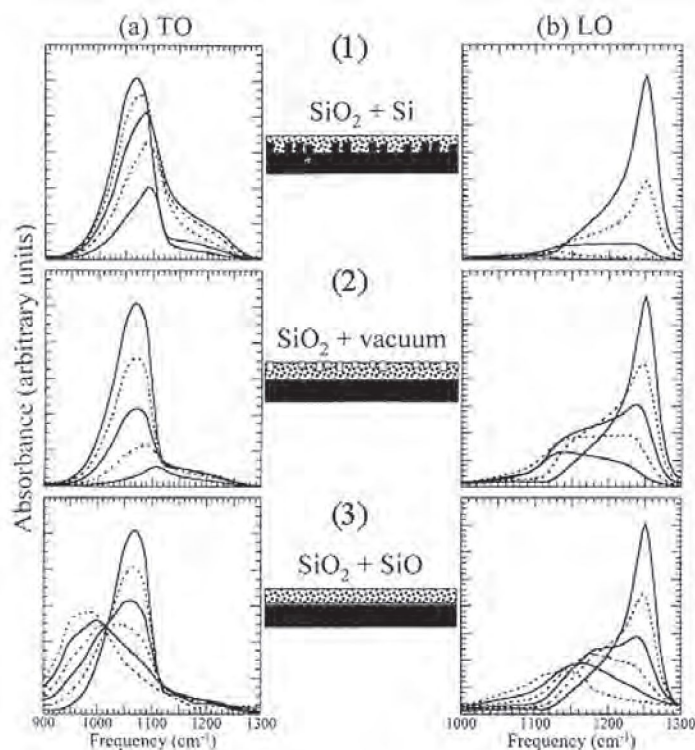 (a) TO
(b) LO
(1)
SiO₂ + Si
(2)
SiO₂ + vacuum
(3)
SiO₂ + SiO
Absorbance (arbitrary units)
900 1000 1100 1200 1300
Frequency (cm⁻¹)
1000 1100 1200 1300
Frequency (cm⁻¹)